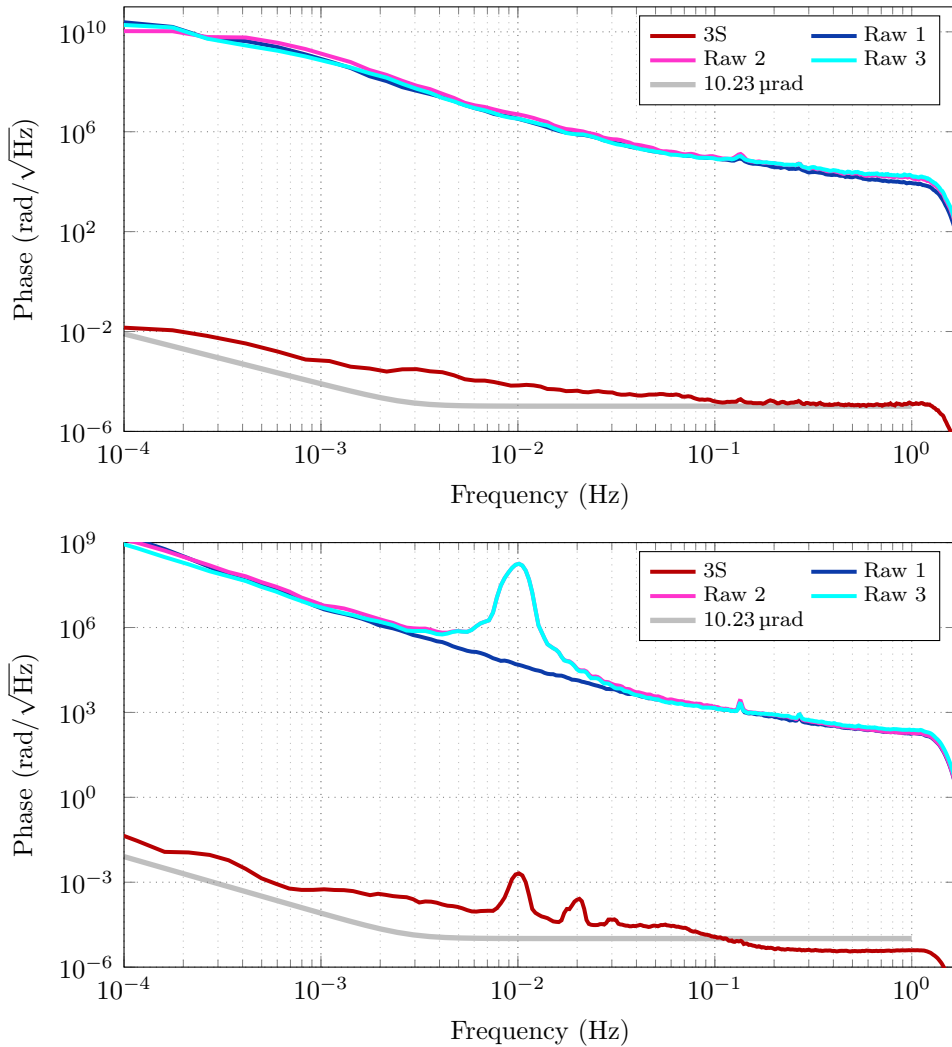 10^10
10^6
10^2
10^−2
10^−6
Phase (rad/√Hz)
3S
Raw 1
Raw 2
Raw 3
10.23 µrad
10^−4
10^−3
10^−2
10^−1
10^0
Frequency (Hz)
10^9
10^6
10^3
10^0
10^−3
10^−6
Phase (rad/√Hz)
3S
Raw 1
Raw 2
Raw 3
10.23 µrad
10^−4
10^−3
10^−2
10^−1
10^0
Frequency (Hz)